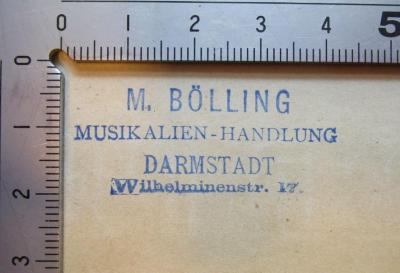 0 1 2 3 4 5
0
1
2
3
M. BÖLLING
MUSIKALIEN-HANDLUNG
DARMSTADT
Wilhelminenstr. 17.